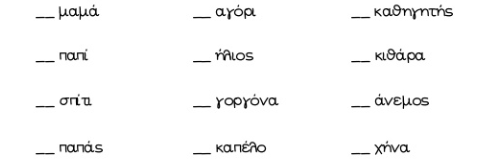 __ μαμά __ αγόρι __ καθηγητής
__ παπί __ ήλιος __ κιθάρα
__ σπίτι __ γοργόνα __ άνεμος
__ παπάς __ καπέλο __ χήνα